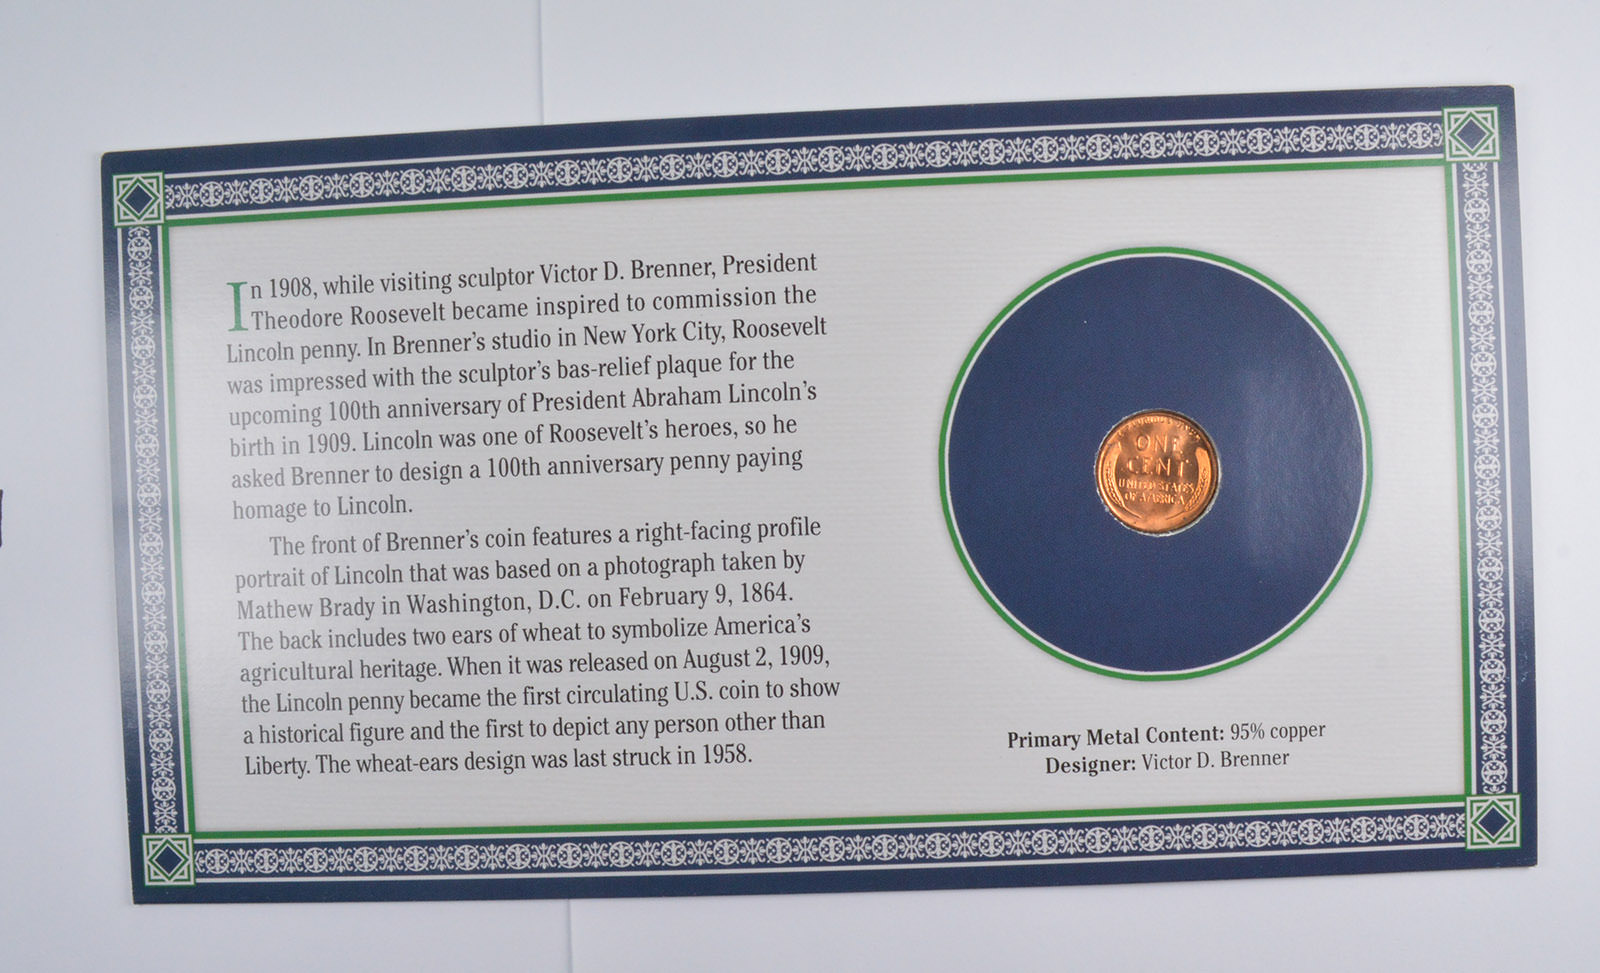 In 1908, while visiting sculptor Victor D. Brenner, President
Theodore Roosevelt became inspired to commission the
Lincoln penny. In Brenner's studio in New York City, Roosevelt
was impressed with the sculptor's bas-relief plaque for the
upcoming 100th anniversary of President Abraham Lincoln's
birth in 1909. Lincoln was one of Roosevelt's heroes, so he
asked Brenner to design a 100th anniversary penny paying
homage to Lincoln.
The front of Brenner's coin features a right-facing profile
portrait of Lincoln that was based on a photograph taken by
Mathew Brady in Washington, D.C. on February 9, 1864.
The back includes two ears of wheat to symbolize America's
agricultural heritage. When it was released on August 2, 1909,
the Lincoln penny became the first circulating U.S. coin to show
a historical figure and the first to depict any person other than
Liberty. The wheat-ears design was last struck in 1958.
ONE
CENT
UNITED STATES
OF AMERICA
Primary Metal Content: 95% copper
Designer: Victor D. Brenner